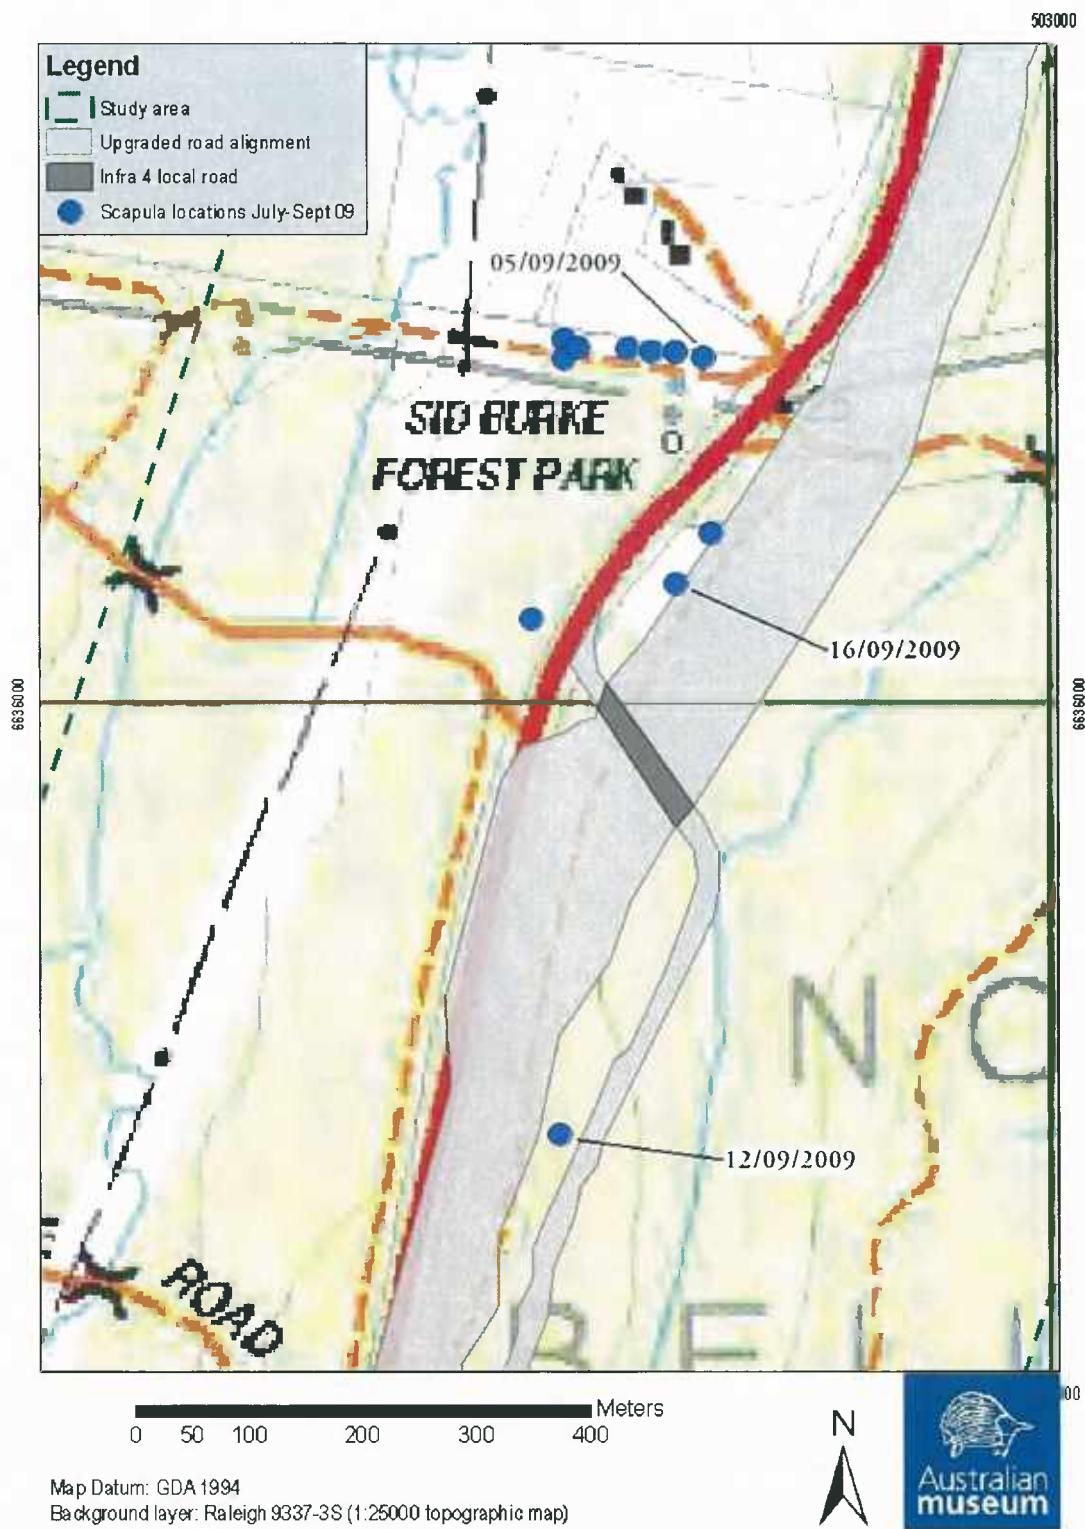 503000
Legend
Study area
Upgraded road alignment
Infra 4 local road
Scapula locations July-Sept 09
05/09/2009
SID BURKE
FOREST PARK
16/09/2009
6636000
6636000
N O
12/09/2009
ROAD
B E L L
Meters
0 50 100 200 300 400
N
00
Map Datum: GDA 1994
Background layer: Raleigh 9337-3S (1:25000 topographic map)
Australian
museum